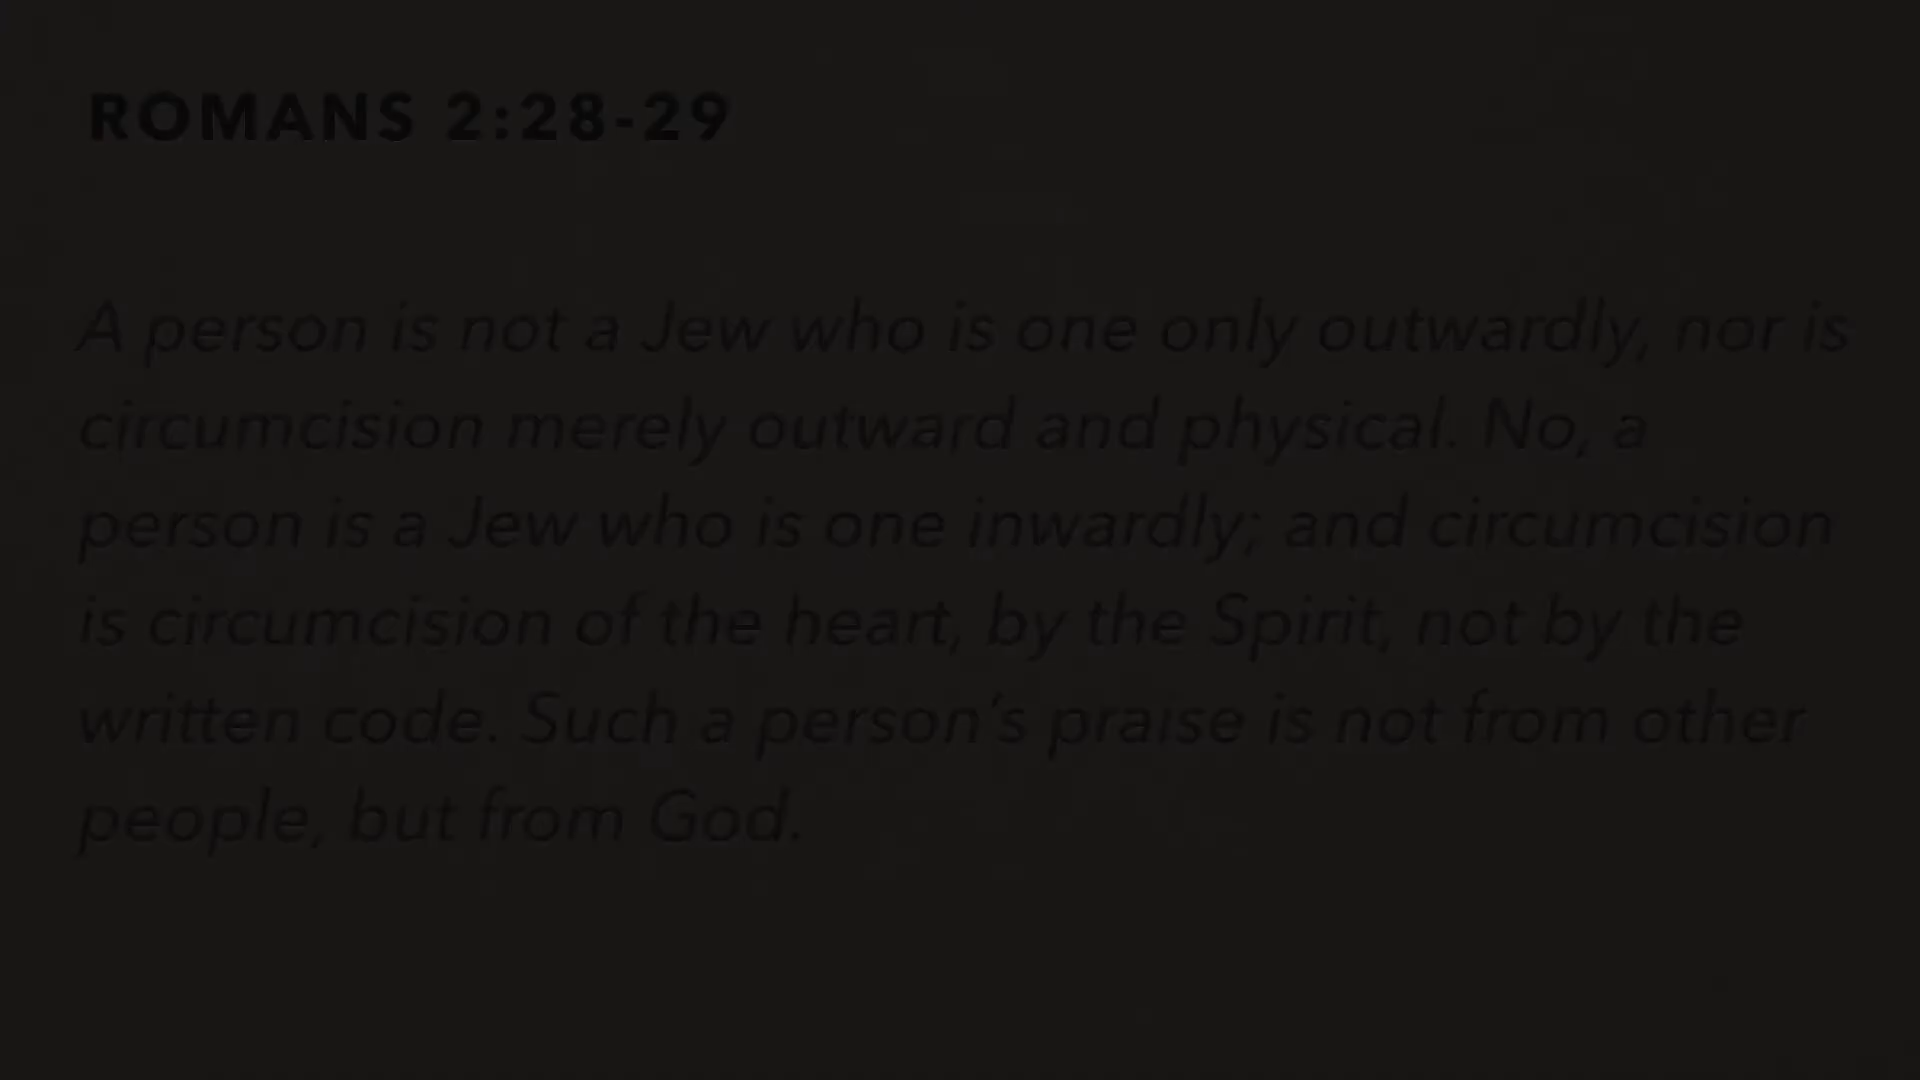 ROMANS 2:28-29
A person is not a Jew who is one only outwardly, nor is
circumcision merely outward and physical. No, a
person is a Jew who is one inwardly; and circumcision
is circumcision of the heart, by the Spirit, not by the
written code. Such a person’s praise is not from other
people, but from God.